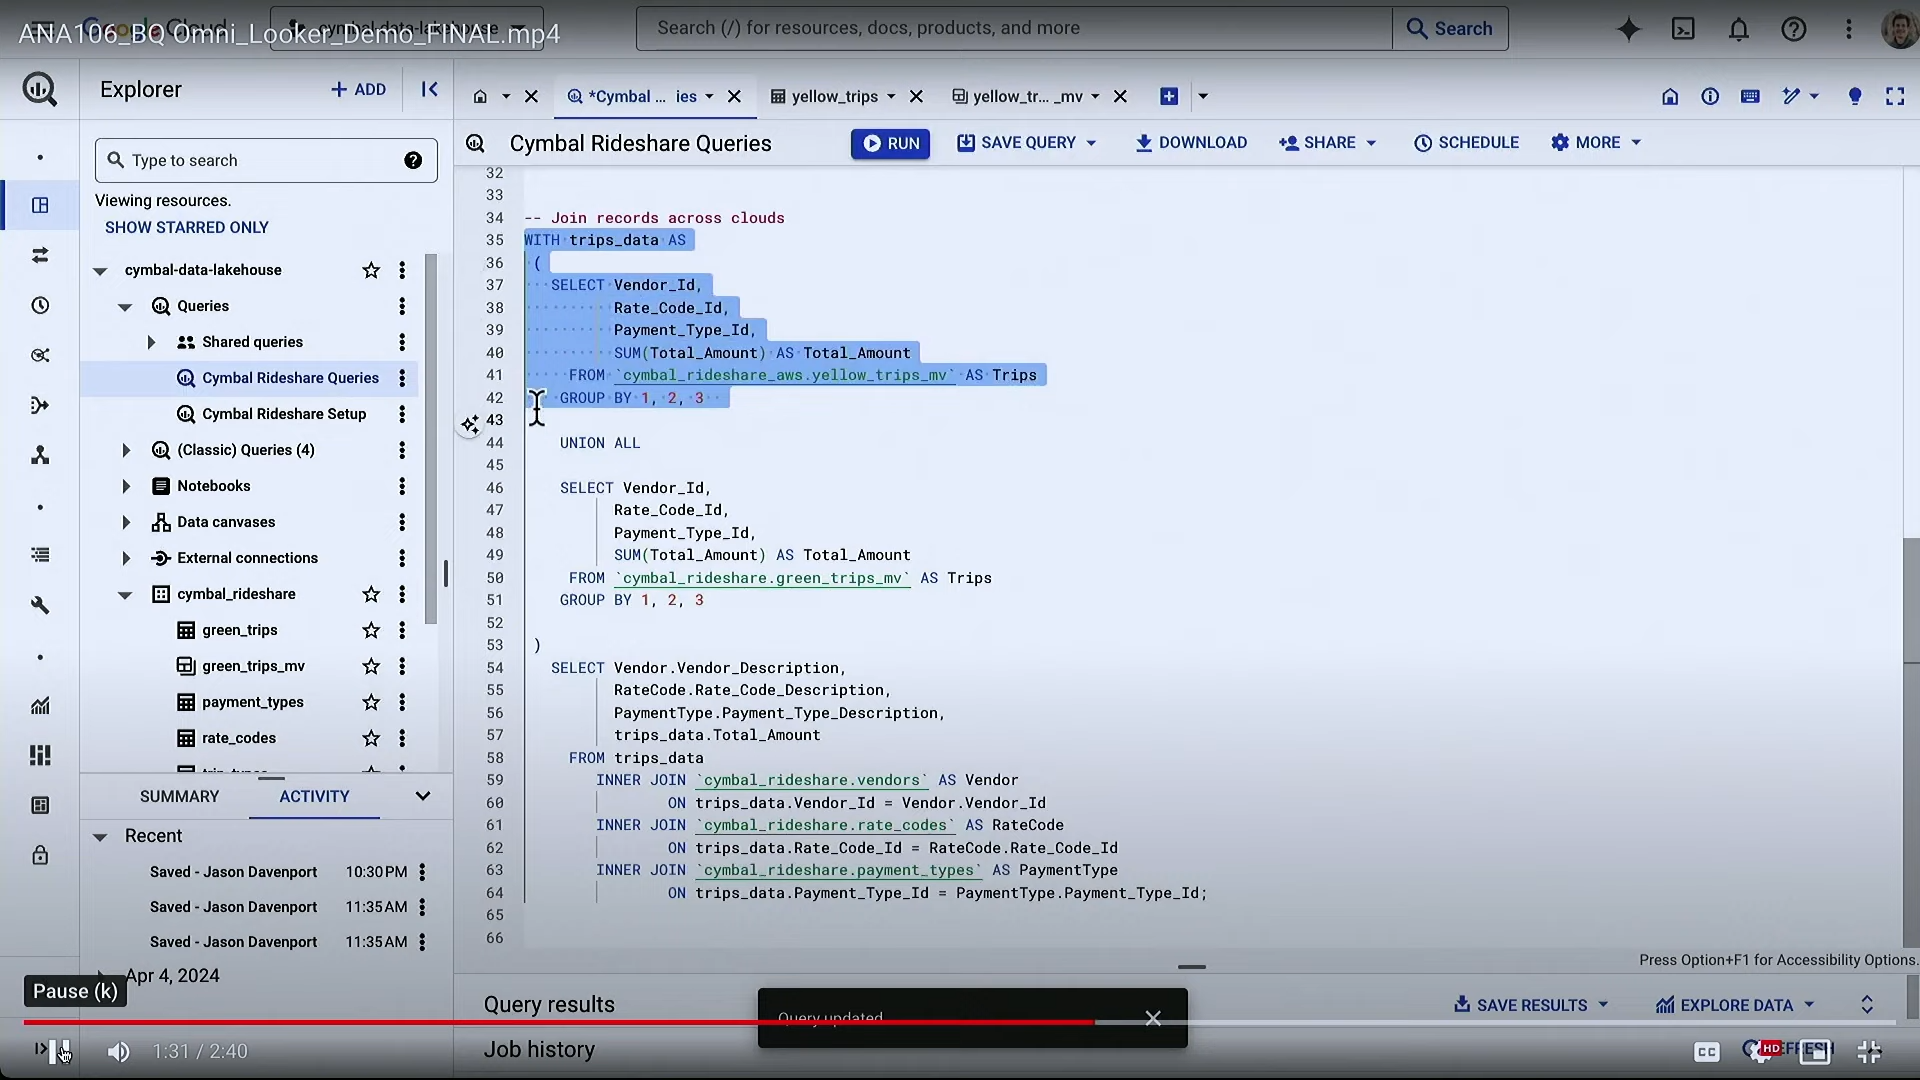 ANA106_BQ Omni_Looker_Demo_FINAL.mp4
Search (/) for resources, docs, products, and more
Search
Explorer
+ ADD
*Cymbal ... ies
yellow_trips
yellow_tr... _mv
Type to search
Viewing resources.
SHOW STARRED ONLY
cymbal-data-lakehouse
Queries
Shared queries
Cymbal Rideshare Queries
Cymbal Rideshare Setup
(Classic) Queries (4)
Notebooks
Data canvases
External connections
cymbal_rideshare
green_trips
green_trips_mv
payment_types
rate_codes
SUMMARY
ACTIVITY
Recent
Saved - Jason Davenport 10:30 PM
Saved - Jason Davenport 11:35 AM
Saved - Jason Davenport 11:35 AM
Apr 4, 2024
Cymbal Rideshare Queries
RUN
SAVE QUERY
DOWNLOAD
SHARE
SCHEDULE
MORE
32
33
34 -- Join records across clouds
35 WITH trips_data AS
36 (
37 SELECT Vendor_Id,
38 Rate_Code_Id,
39 Payment_Type_Id,
40 SUM(Total_Amount) AS Total_Amount
41 FROM `cymbal_rideshare_aws.yellow_trips_mv` AS Trips
42 GROUP BY 1, 2, 3
43
44 UNION ALL
45
46 SELECT Vendor_Id,
47 Rate_Code_Id,
48 Payment_Type_Id,
49 SUM(Total_Amount) AS Total_Amount
50 FROM `cymbal_rideshare.green_trips_mv` AS Trips
51 GROUP BY 1, 2, 3
52
53 )
54 SELECT Vendor.Vendor_Description,
55 RateCode.Rate_Code_Description,
56 PaymentType.Payment_Type_Description,
57 trips_data.Total_Amount
58 FROM trips_data
59 INNER JOIN `cymbal_rideshare.vendors` AS Vendor
60 ON trips_data.Vendor_Id = Vendor.Vendor_Id
61 INNER JOIN `cymbal_rideshare.rate_codes` AS RateCode
62 ON trips_data.Rate_Code_Id = RateCode.Rate_Code_Id
63 INNER JOIN `cymbal_rideshare.payment_types` AS PaymentType
64 ON trips_data.Payment_Type_Id = PaymentType.Payment_Type_Id;
65
66
Press Option+F1 for Accessibility Options.
Query results
SAVE RESULTS
EXPLORE DATA
Query updated
Job history
Pause (k)
1:31 / 2:40
CC
HD